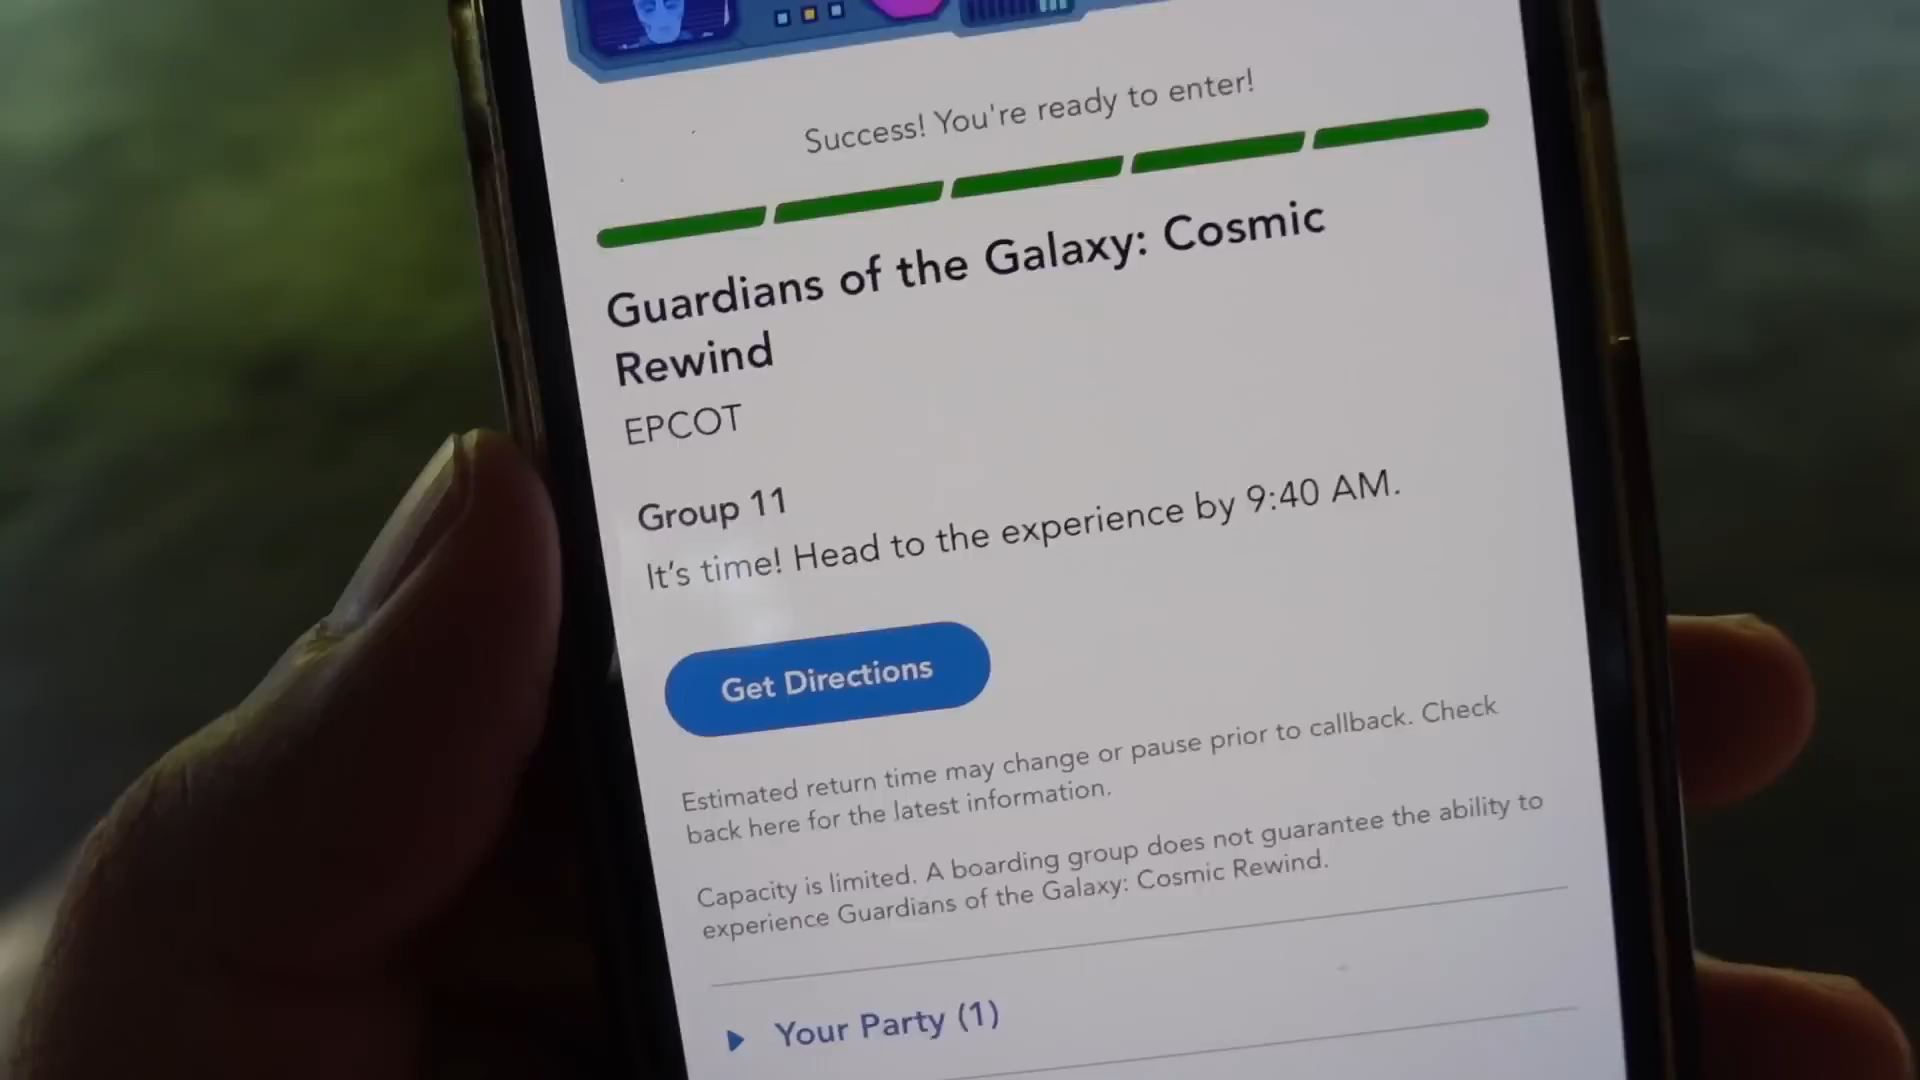 Success! You're ready to enter!
Guardians of the Galaxy: Cosmic
Rewind
EPCOT
Group 11
It's time! Head to the experience by 9:40 AM.
Get Directions
Estimated return time may change or pause prior to callback. Check
back here for the latest information.
Capacity is limited. A boarding group does not guarantee the ability to
experience Guardians of the Galaxy: Cosmic Rewind.
Your Party (1)